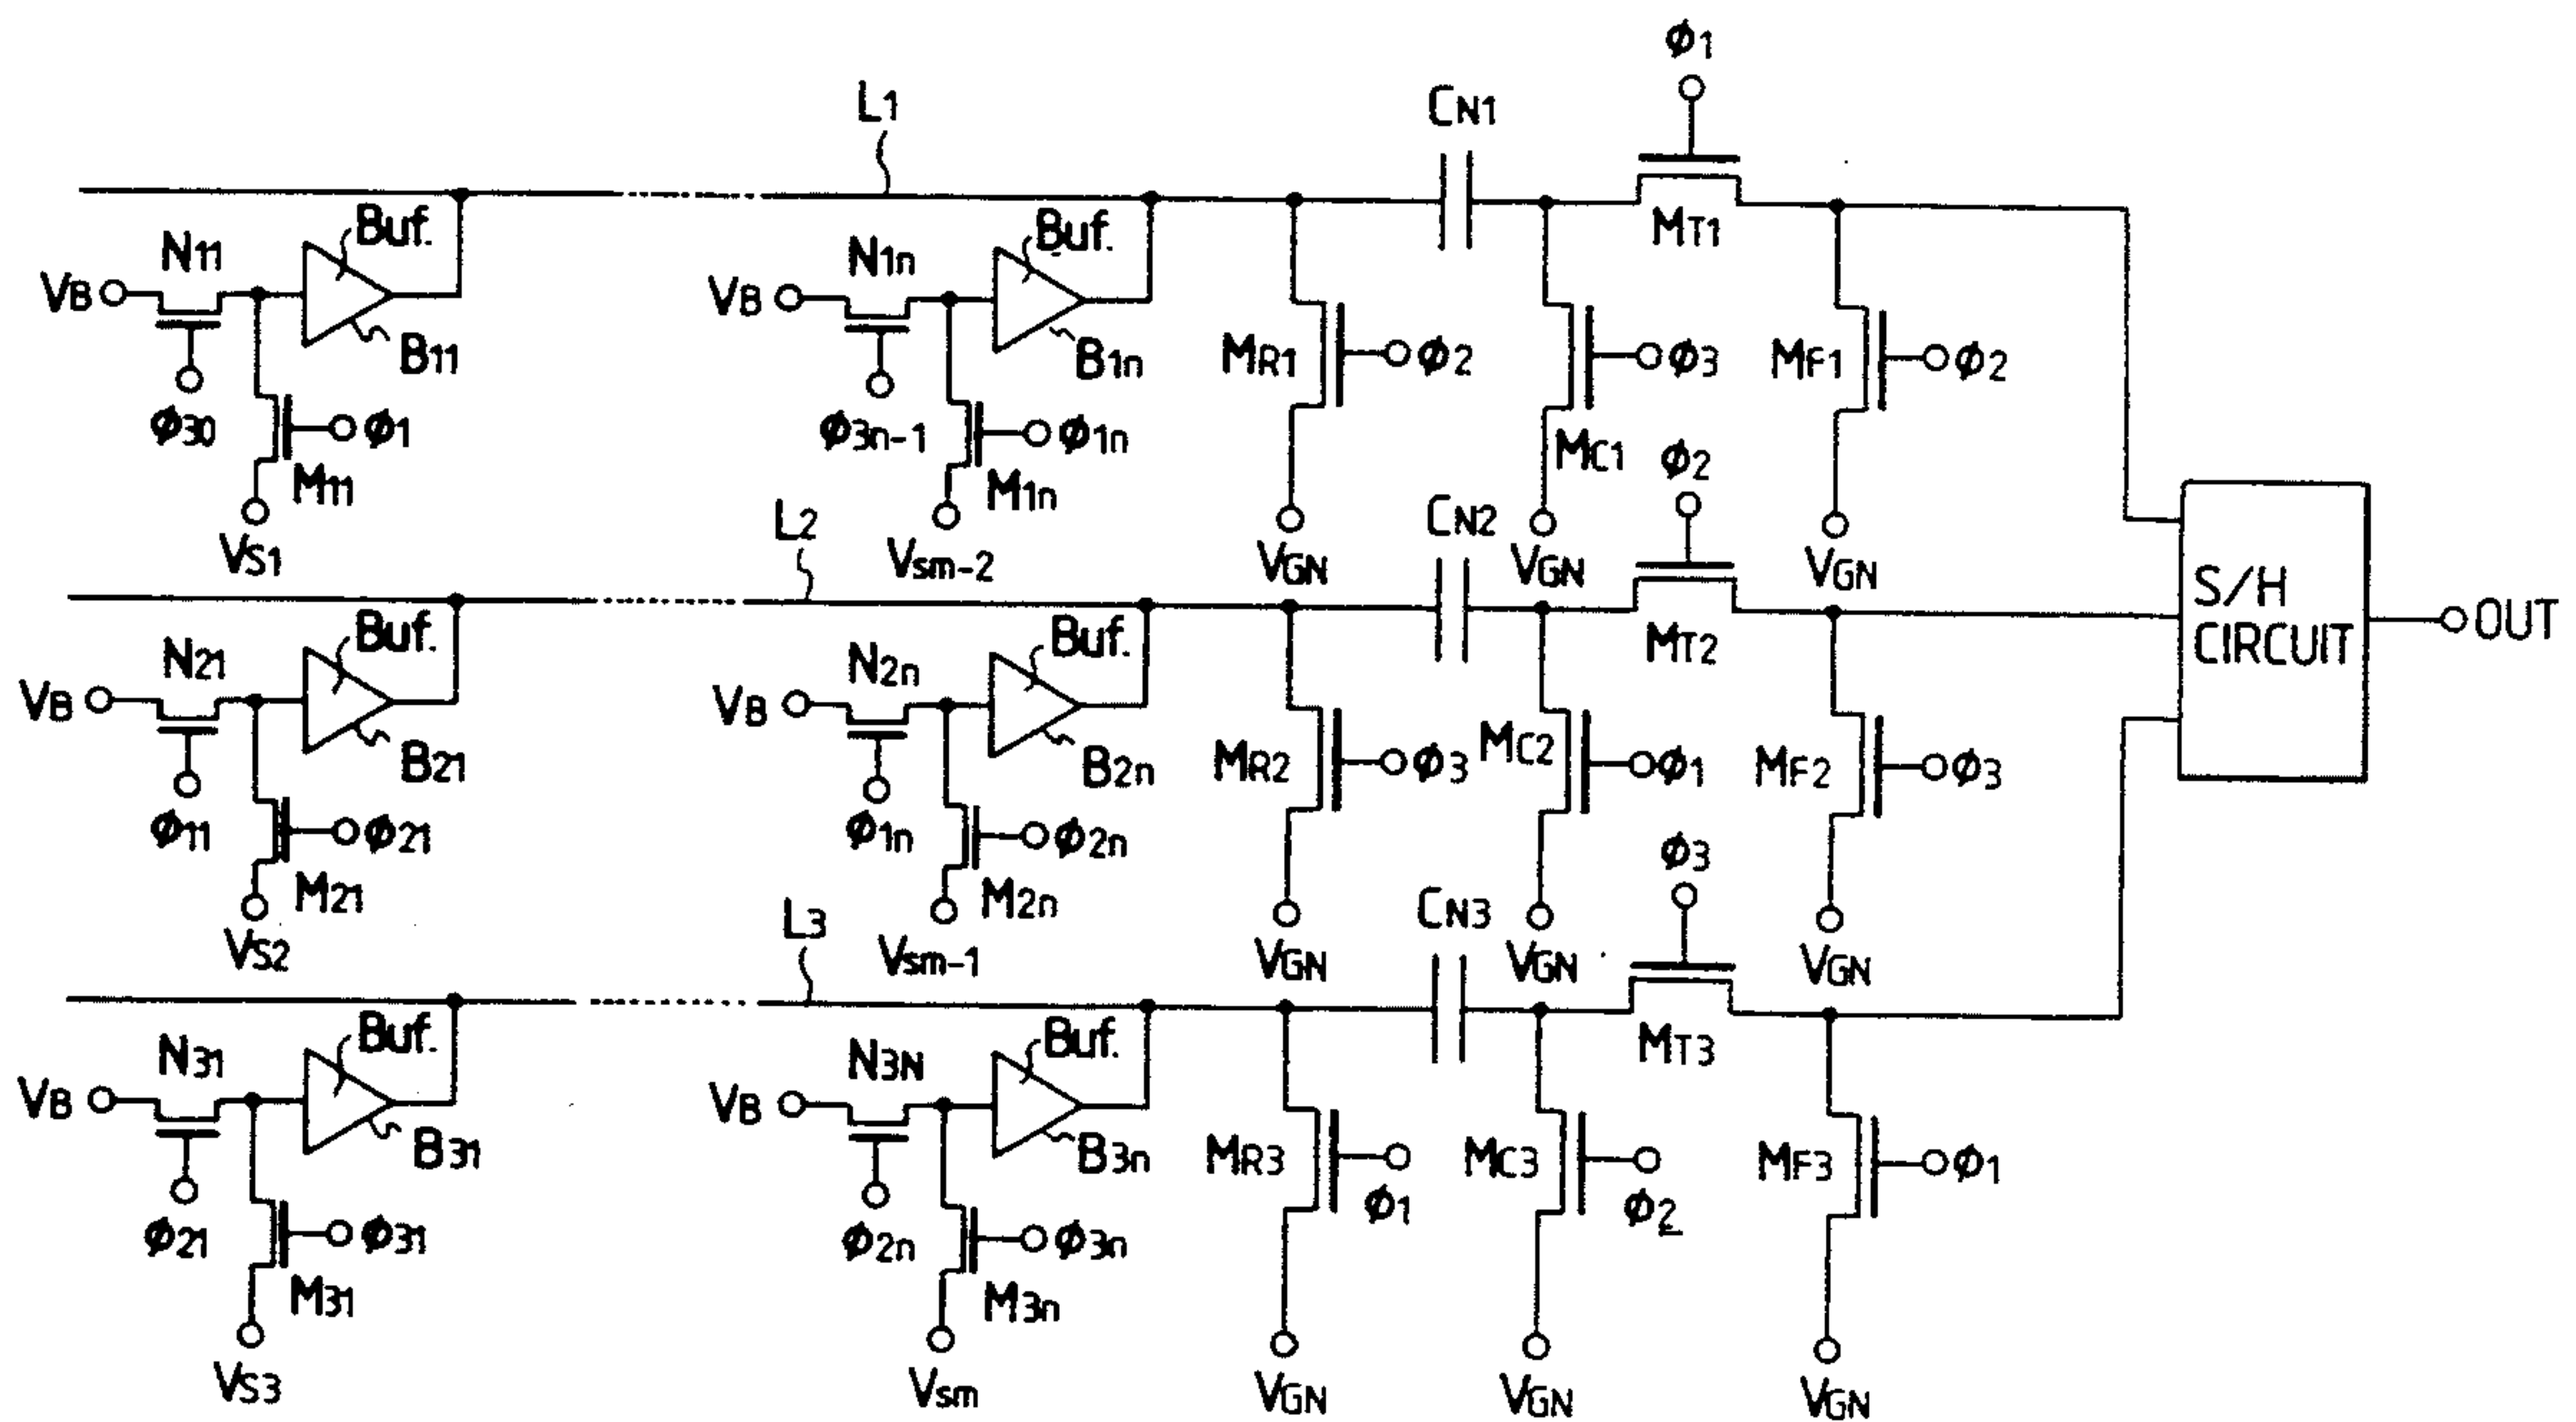 ϕ1
L1
CN1
MT1
N11
Buf.
VB
B11
ϕ30
ϕ1
M11
VS1
N1n
Buf.
VB
B1n
ϕ3n-1
ϕ1n
M1n
Vsm-2
MR1
ϕ2
VGN
ϕ3
MC1
VGN
MF1
ϕ2
VGN
L2
CN2
ϕ2
MT2
N21
Buf.
VB
B21
ϕ11
ϕ21
M21
VS2
N2n
Buf.
VB
B2n
ϕ1n
ϕ2n
M2n
Vsm-1
MR2
ϕ3
VGN
MC2
ϕ1
VGN
MF2
ϕ3
VGN
S/H
CIRCUIT
OUT
L3
CN3
ϕ3
MT3
N31
Buf.
VB
B31
ϕ21
ϕ31
M31
VS3
N3N
Buf.
VB
B3n
ϕ2n
ϕ3n
M3n
Vsm
MR3
ϕ1
VGN
MC3
ϕ2
VGN
MF3
ϕ1
VGN